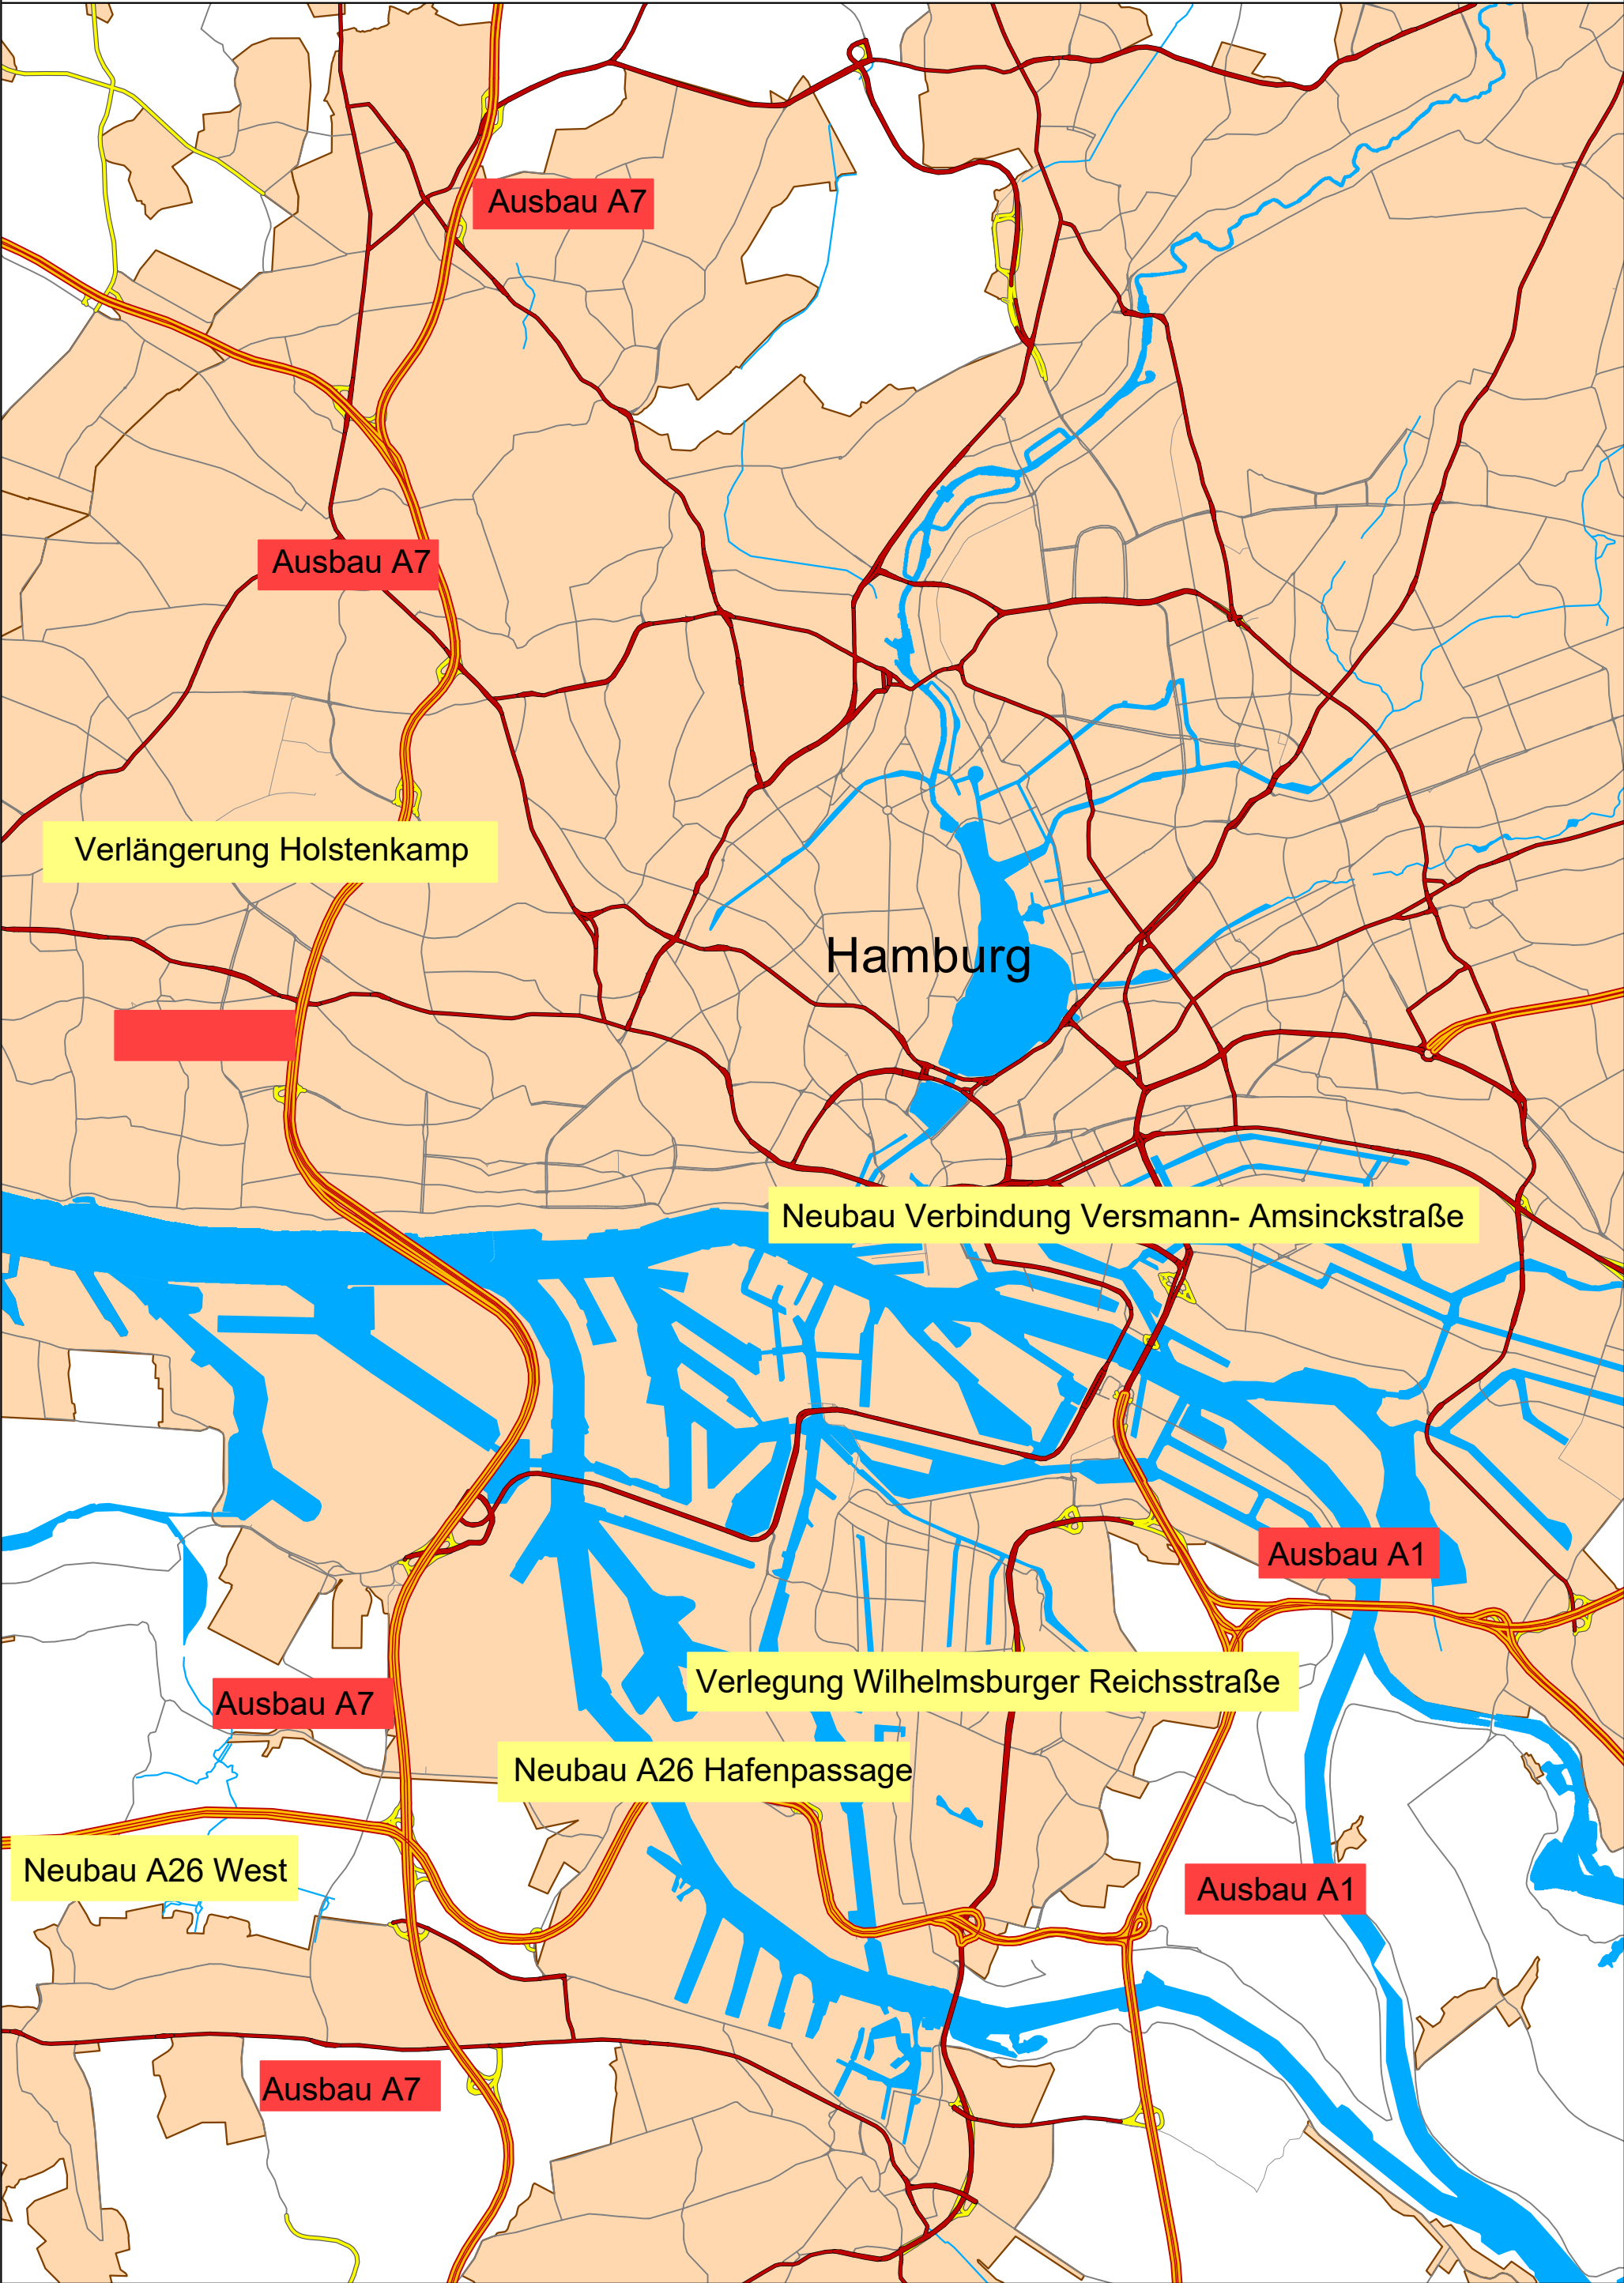 Ausbau A7
Ausbau A7
Verlängerung Holstenkamp
Hamburg
Neubau Verbindung Versmann- Amsinckstraße
Ausbau A1
Verlegung Wilhelmsburger Reichsstraße
Ausbau A7
Neubau A26 Hafenpassage
Neubau A26 West
Ausbau A1
Ausbau A7